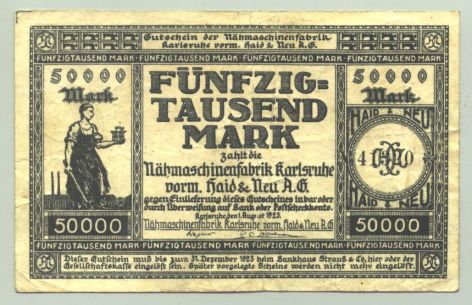 Gutschein der Nähmaschinenfabrik
Karlsruhe vorm. Haid & Neu A.G.
FÜNFZIGTAUSEND MARK · FÜNFZIGTAUSEND MARK · FÜNFZIGTAUSEND MARK
50000
Mark
FÜNFZIG=
TAUSEND
MARK
zahlt die
Nähmaschinenfabrik Karlsruhe
vorm. Haid & Neu A.G.
gegen Einlieferung dieses Gutscheines in bar oder
durch Überweisung auf Bank oder Postscheckkonto.
Karlsruhe, den 1. August 1923.
Nähmaschinenfabrik Karlsruhe vorm. Haid & Neu A.G.
50000
50000
Mark
HAID & NEU
HAID & NEU
50000
FÜNFZIGTAUSEND MARK · FÜNFZIGTAUSEND MARK · FÜNFZIGTAUSEND MARK
Dieser Gutschein muß bis zum 31. Dezember 1923 beim Bankhaus Strauß & Co, hier oder der
Gesellschaftskasse eingelöst sein. Später vorgelegte Scheine werden nicht mehr eingelöst.